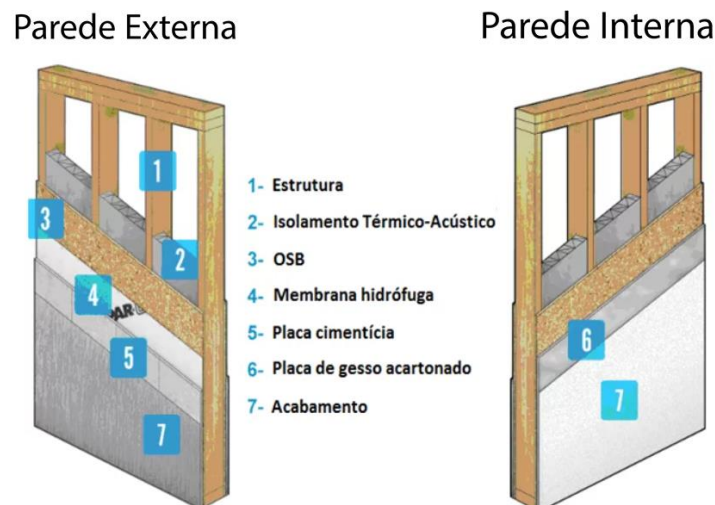 Parede Externa
Parede Interna
1
3
2
4
5
7
1- Estrutura
2- Isolamento Térmico-Acústico
3- OSB
4- Membrana hidrófuga
5- Placa cimentícia
6- Placa de gesso acartonado
7- Acabamento
6
7